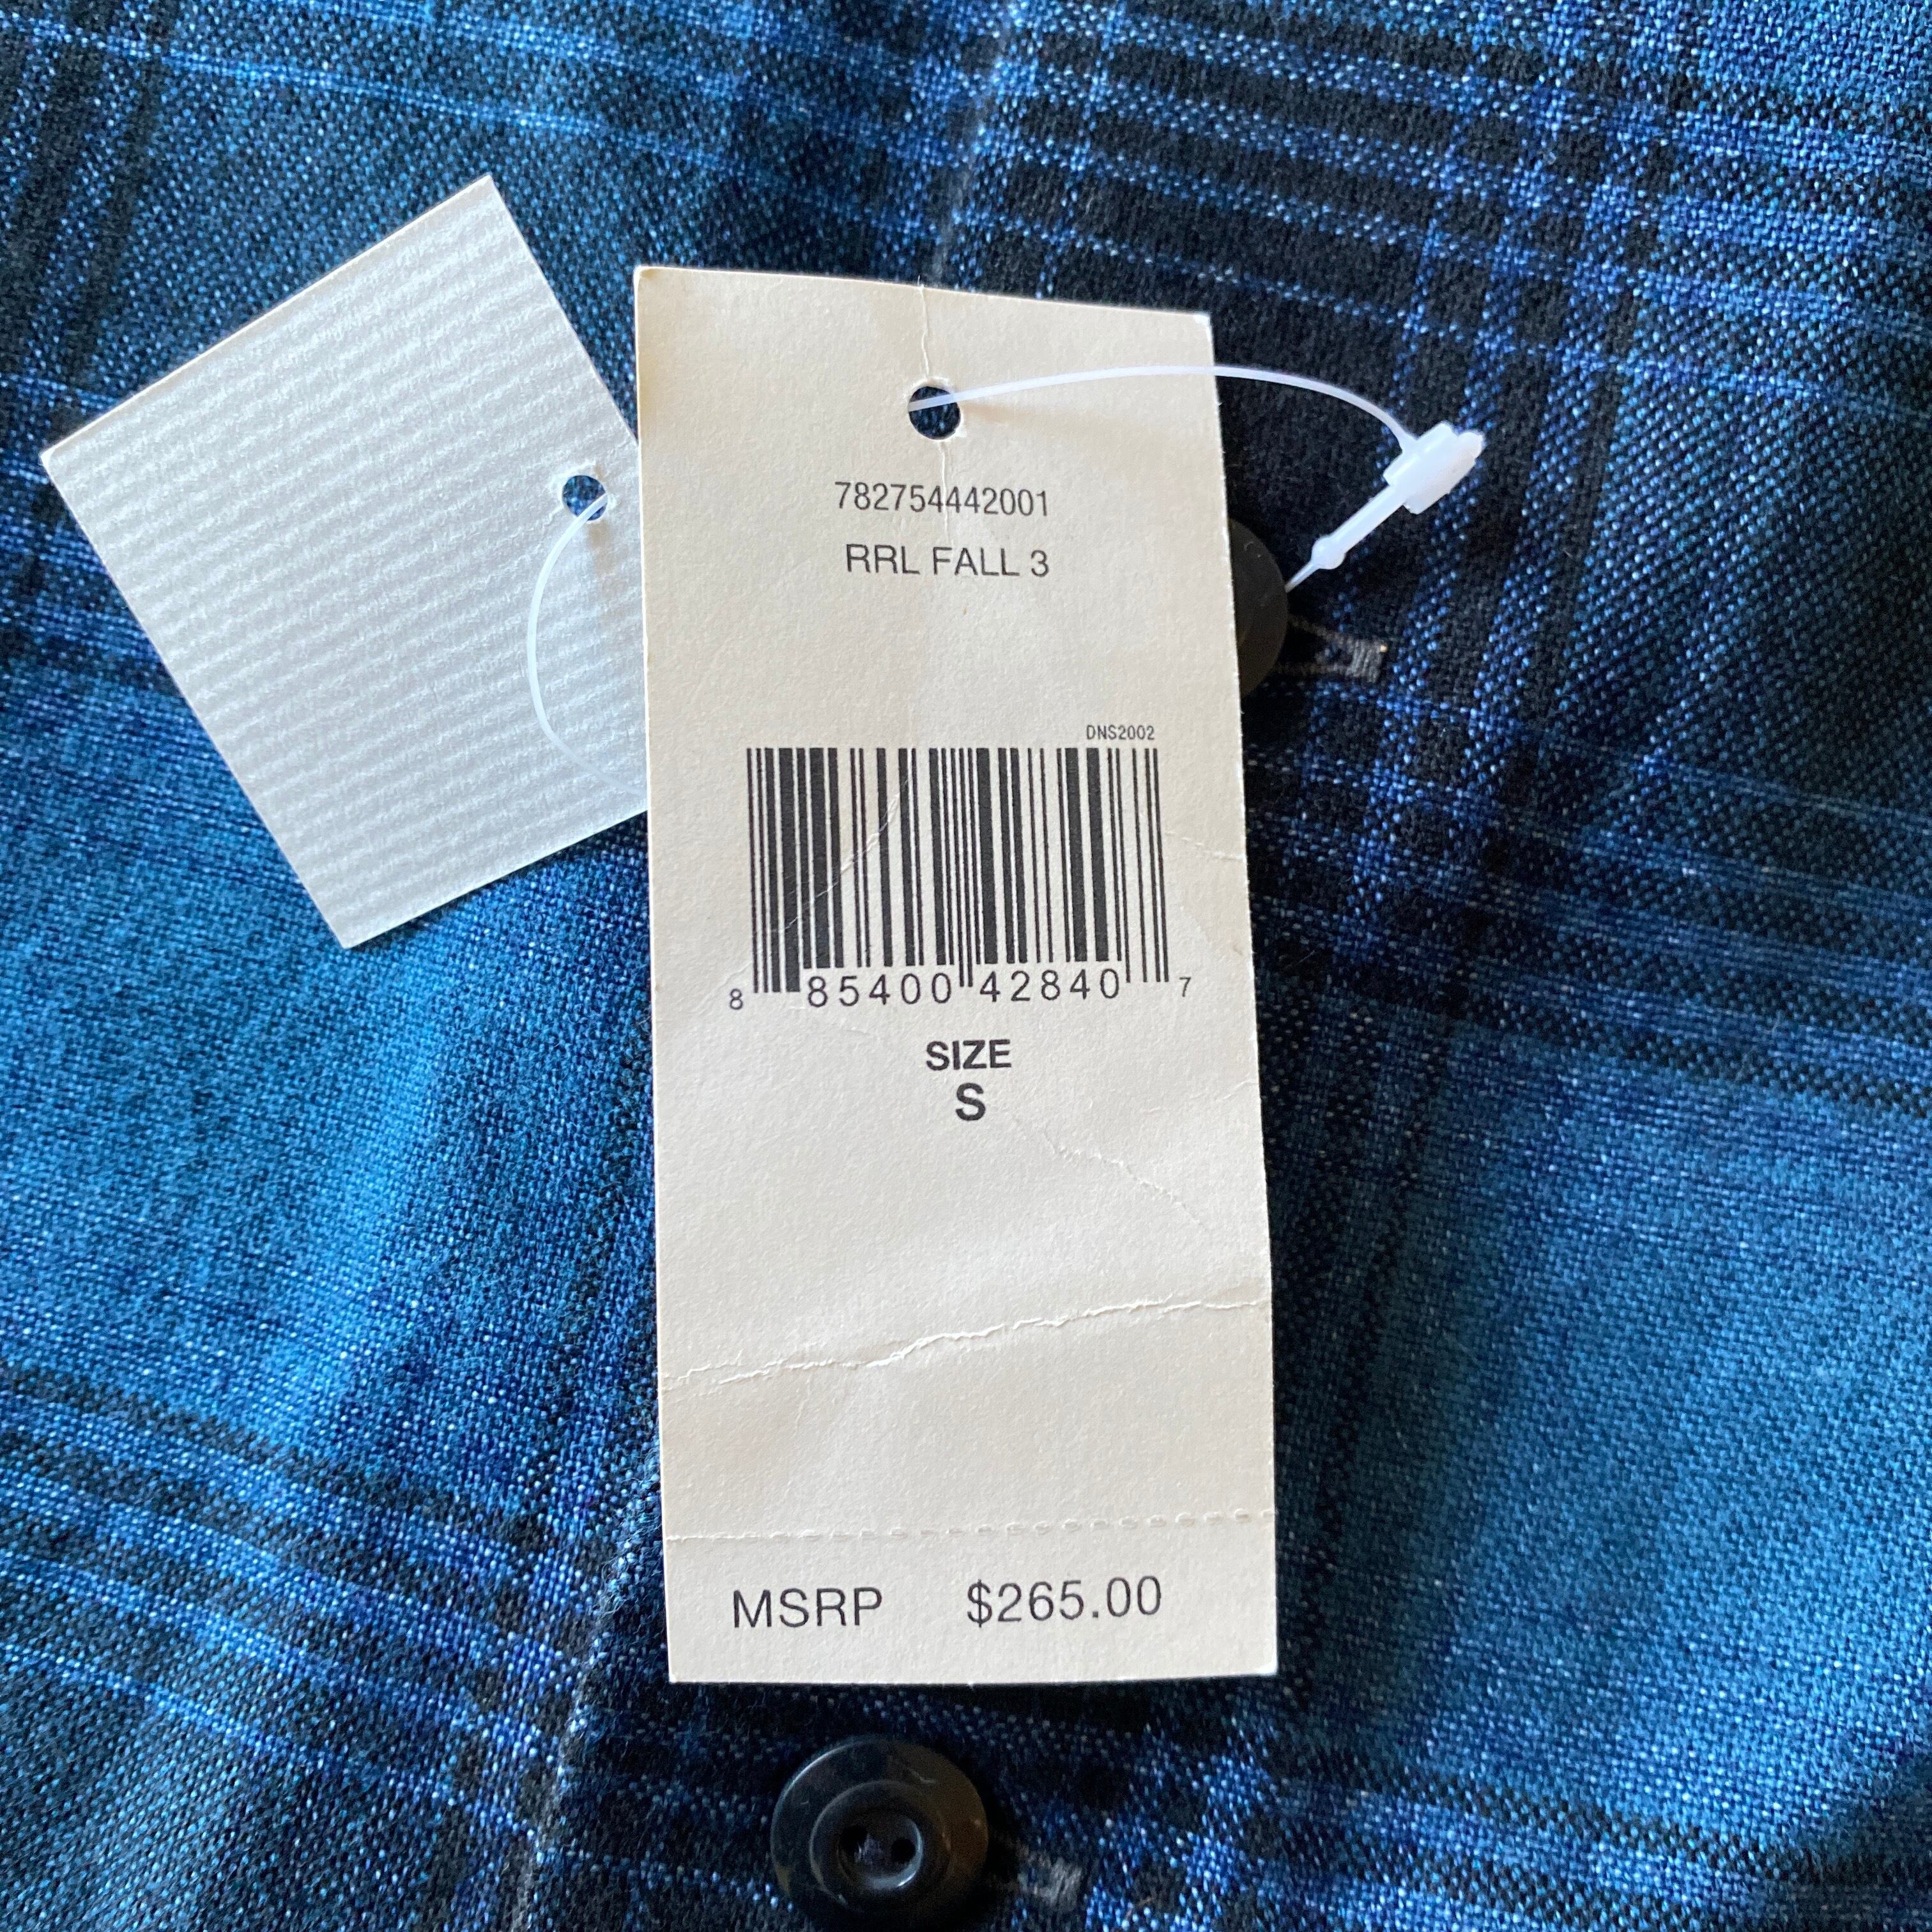 782754442001
RRL FALL 3
DNS2002
8 85400 42840 7
SIZE
S
MSRP $265.00